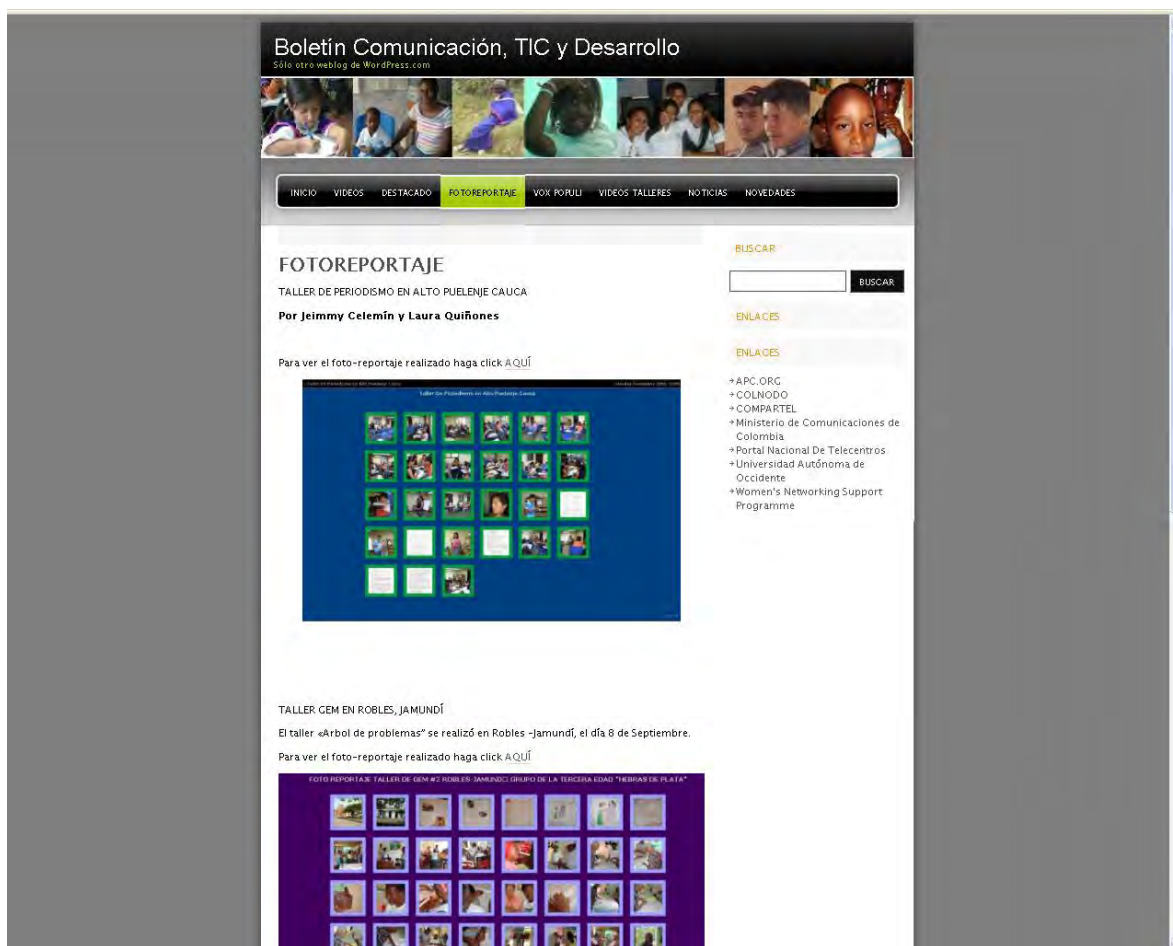 Boletín Comunicación, TIC y Desarrollo
Sólo otro weblog de WordPress.com
INICIO VIDEOS DESTACADO FOTOREPORTAJE VOX POPULI VIDEOS TALLERES NOTICIAS NOVEDADES
FOTOREPORTAJE
TALLER DE PERIODISMO EN ALTO PUELENJE CAUCA
Por Jeimmy Celemín y Laura Quiñones
Para ver el foto-reportaje realizado haga click AQUÍ
Taller De Periodismo en Alto Puelenje Cauca
TALLER GEM EN ROBLES, JAMUNDÍ
El taller «Arbol de problemas” se realizó en Robles -Jamundí, el día 8 de Septiembre.
Para ver el foto-reportaje realizado haga click AQUÍ
FOTO REPORTAJE TALLER DE GEM #2 ROBLES-JAMUNDI GRUPO DE LA TERCERA EDAD "HEBRAS DE PLATA"
BUSCAR
BUSCAR
ENLACES
ENLACES
APC.ORG
COLNODO
COMPARTEL
Ministerio de Comunicaciones de
Colombia
Portal Nacional De Telecentros
Universidad Autónoma de
Occidente
Women's Networking Support
Programme